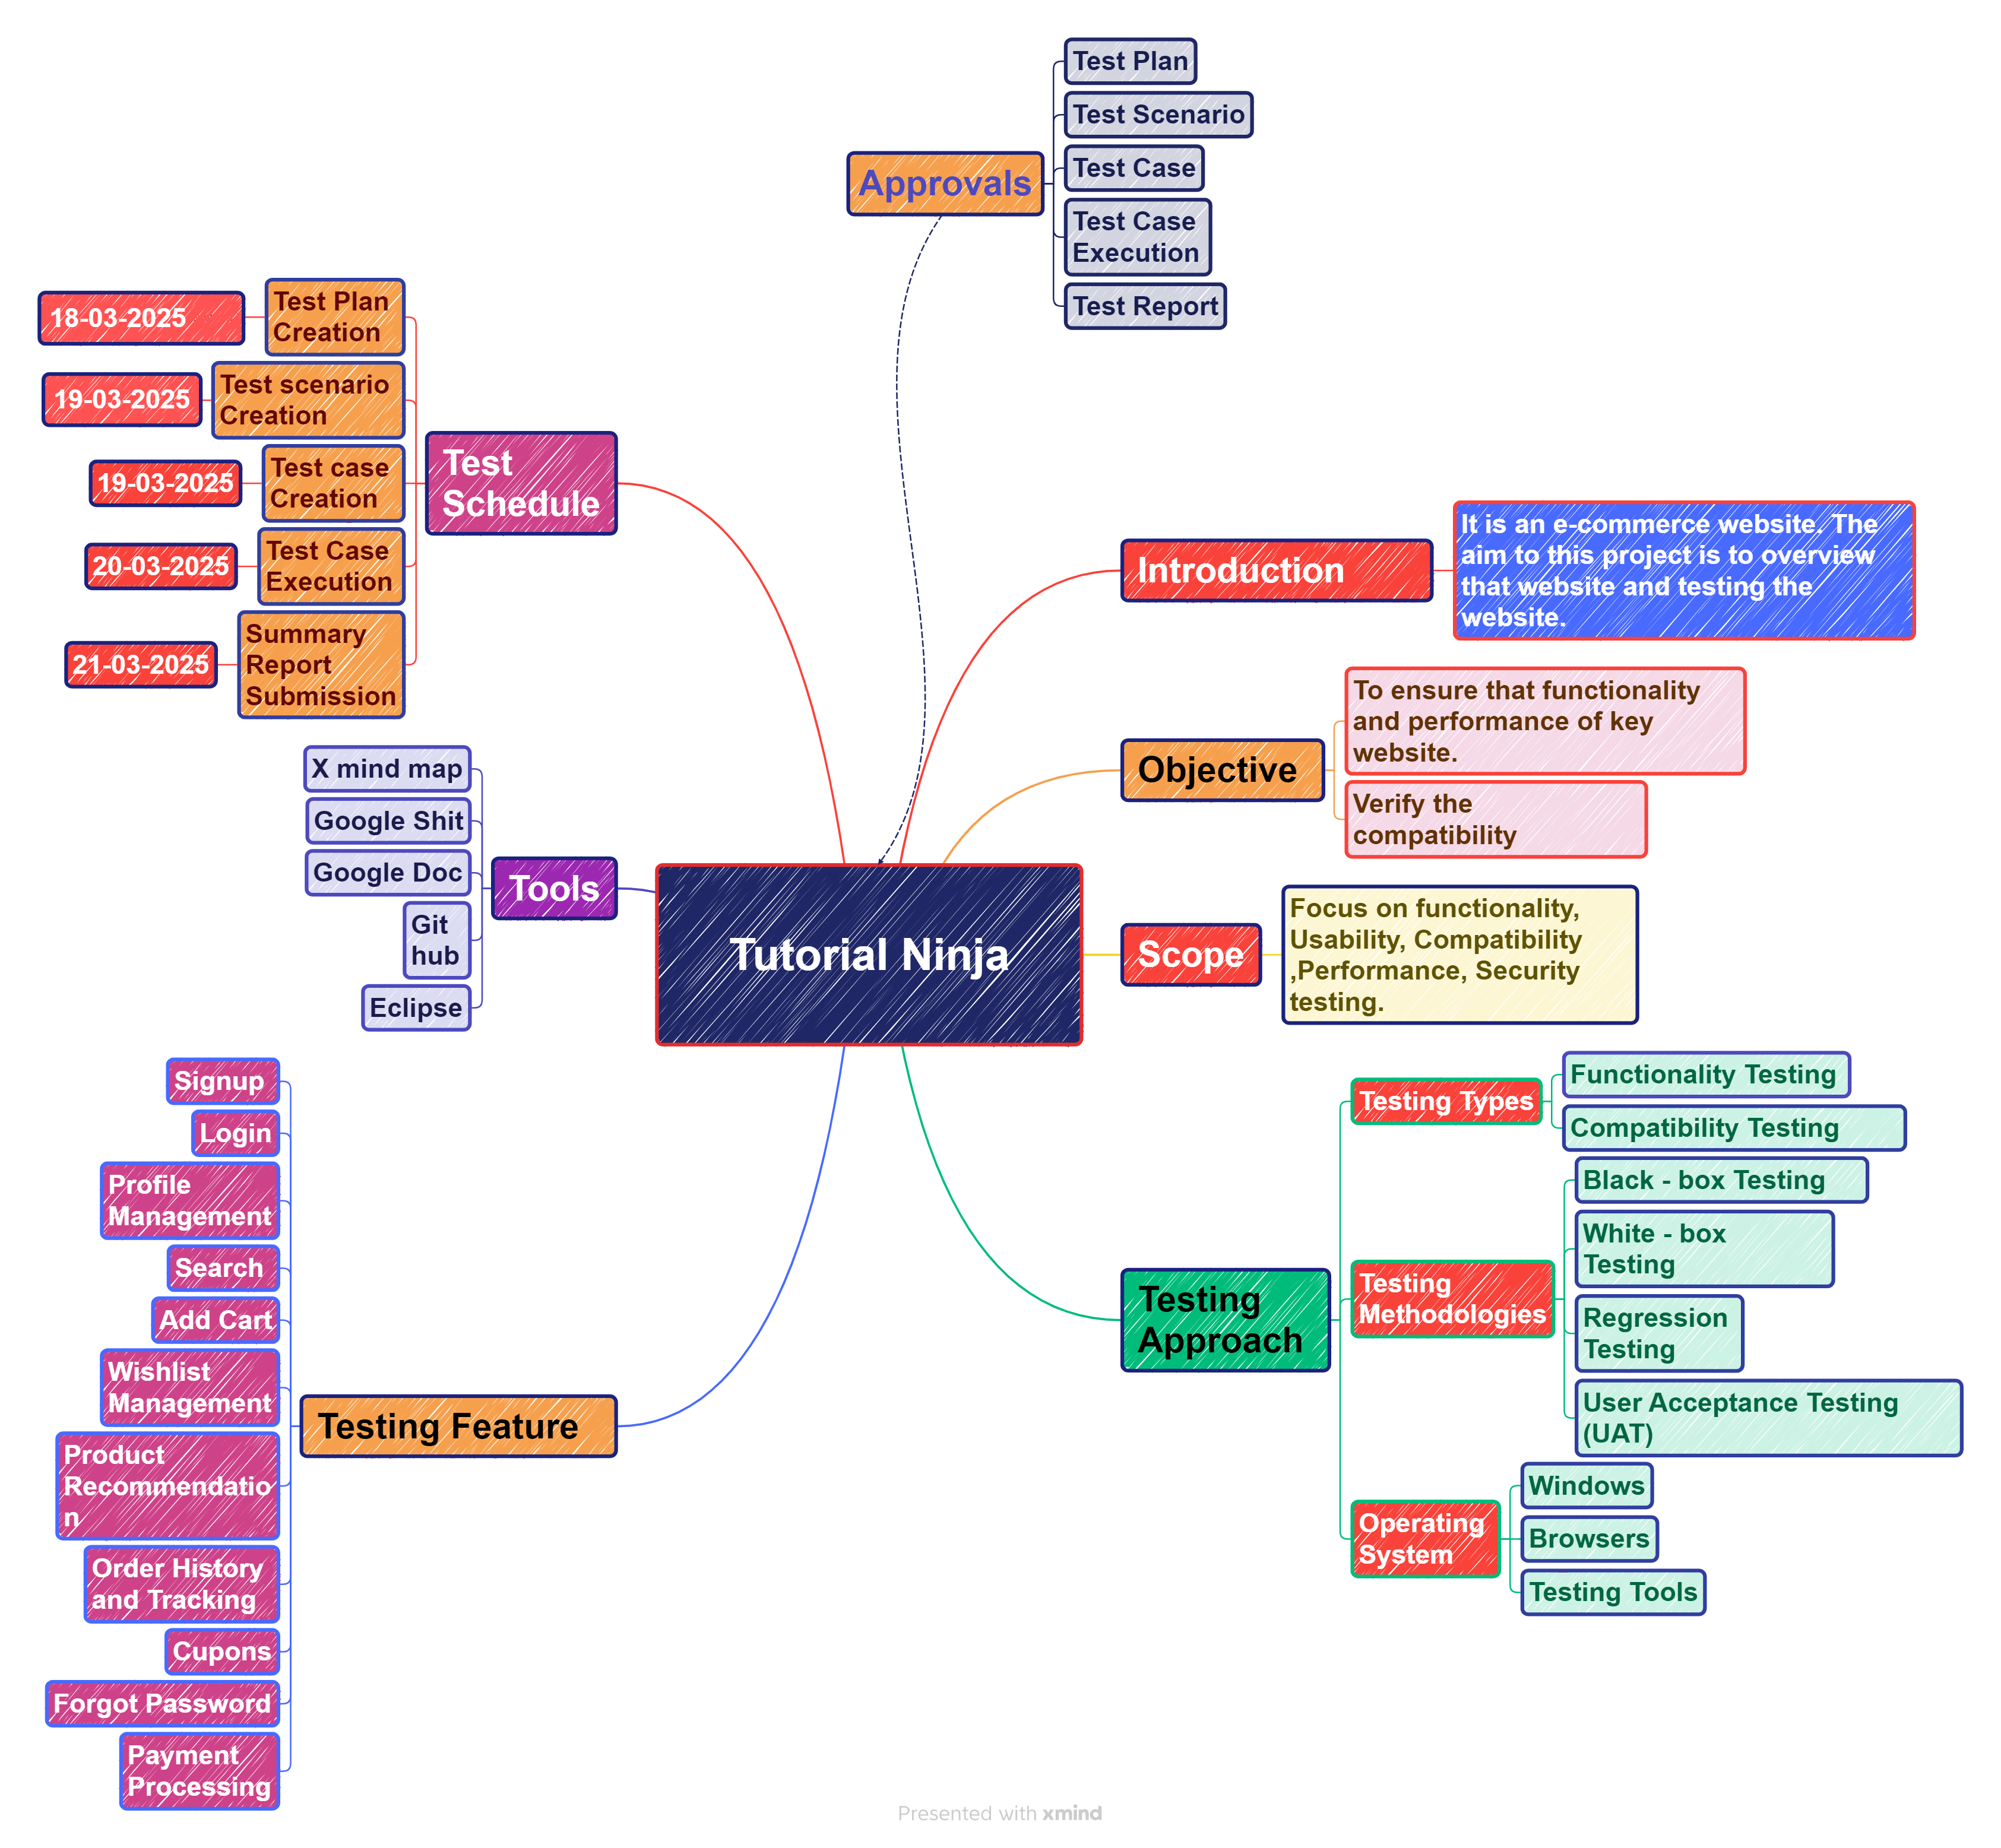 Test Plan
Test Scenario
Test Case
Test Case
Execution
Test Report
Approvals
18-03-2025
Test Plan
Creation
19-03-2025
Test scenario
Creation
19-03-2025
Test case
Creation
20-03-2025
Test Case
Execution
21-03-2025
Summary
Report
Submission
Test
Schedule
Introduction
It is an e-commerce website. The
aim to this project is to overview
that website and testing the
website.
Objective
To ensure that functionality
and performance of key
website.
Verify the
compatibility
X mind map
Google Shit
Google Doc
Git
hub
Eclipse
Tools
Tutorial Ninja
Scope
Focus on functionality,
Usability, Compatibility
,Performance, Security
testing.
Signup
Login
Profile
Management
Search
Add Cart
Wishlist
Management
Product
Recommendatio
n
Order History
and Tracking
Cupons
Forgot Password
Payment
Processing
Testing Feature
Testing
Approach
Testing Types
Functionality Testing
Compatibility Testing
Testing
Methodologies
Black - box Testing
White - box
Testing
Regression
Testing
User Acceptance Testing
(UAT)
Operating
System
Windows
Browsers
Testing Tools
Presented with xmind